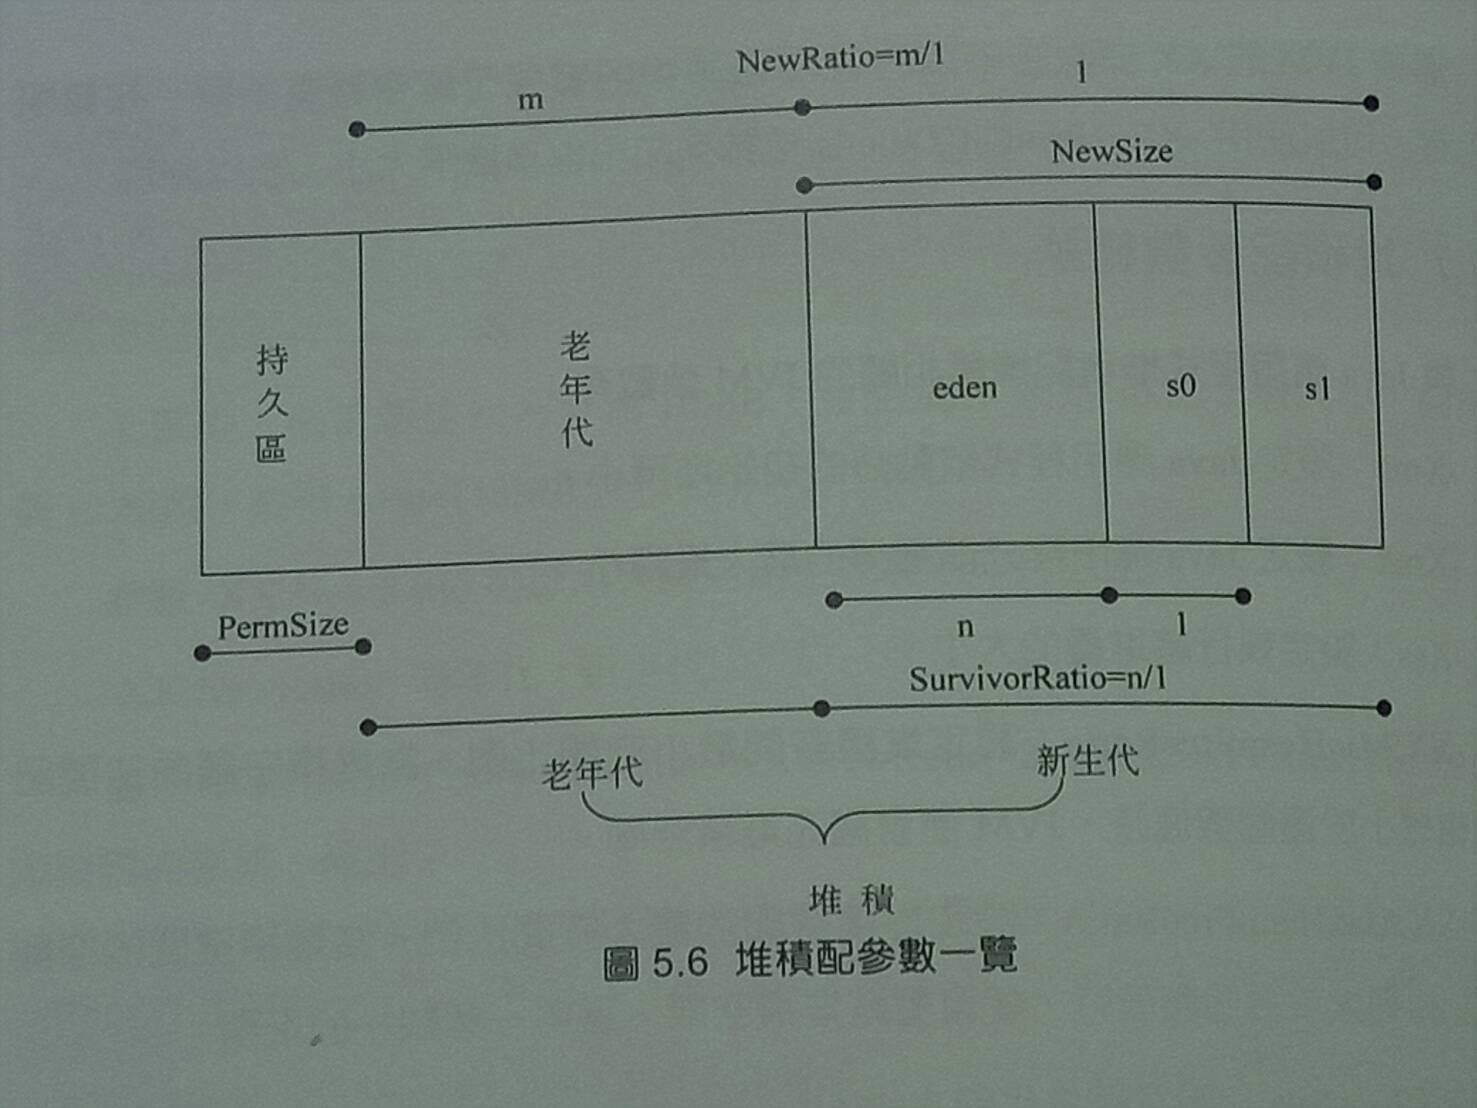 NewRatio=m/1
m
1
NewSize
持久區
老年代
eden
s0
s1
PermSize
n
1
SurvivorRatio=n/1
老年代
新生代
堆積
圖 5.6 堆積配參數一覽